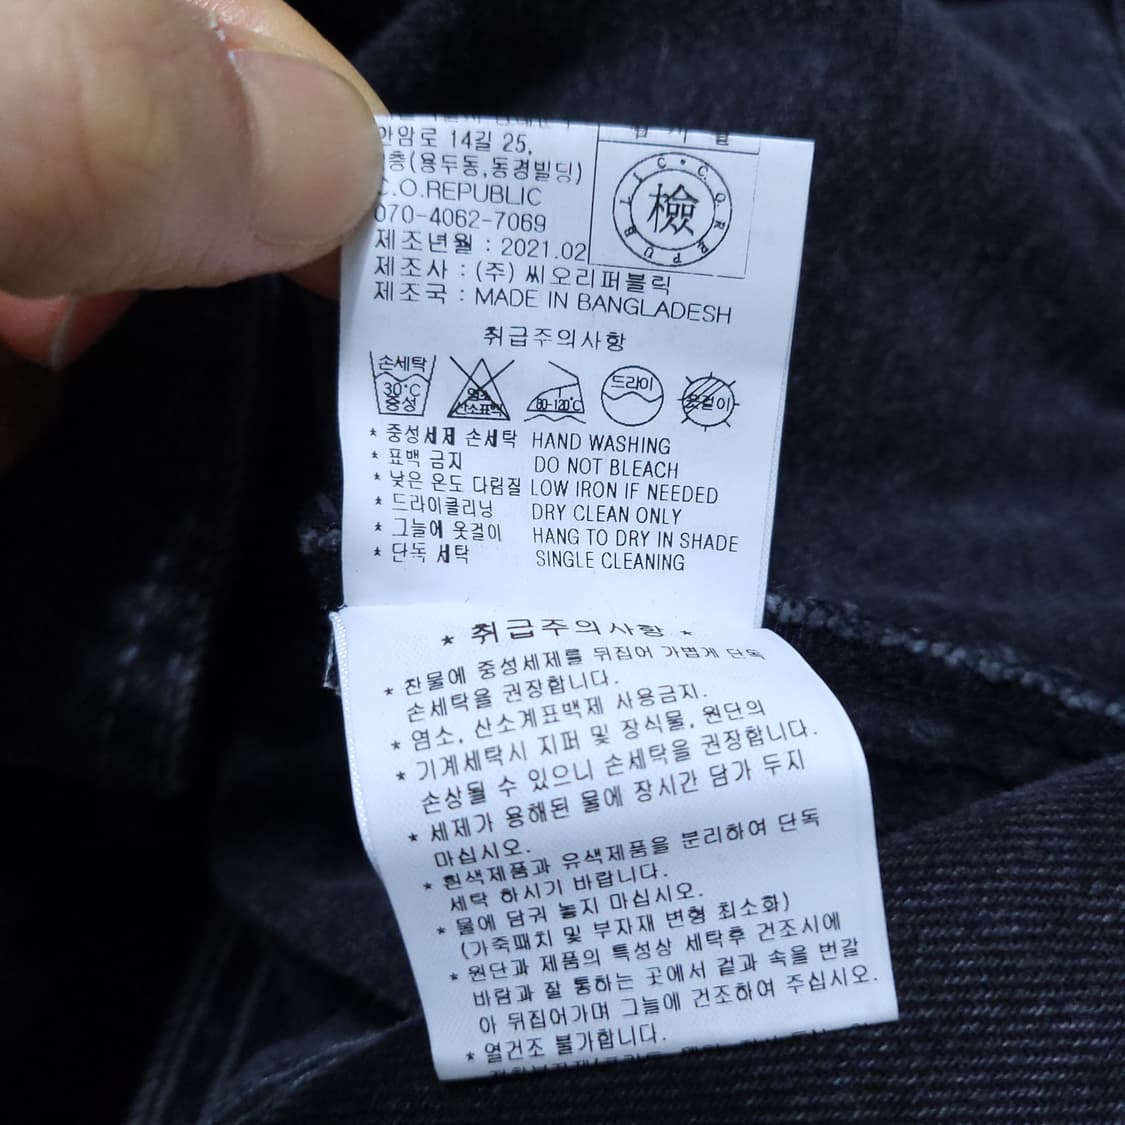 안암로 14길 25,
층(용두동,동경빌딩)
C.O.REPUBLIC
070-4062-7069
제조년월 : 2021.02
檢
C.O.REPUBLIC
제조사 : (주) 씨오리퍼블릭
제조국 : MADE IN BANGLADESH
취급주의사항
손세탁
30°C
중성
염소
산소표백
80-120°C
드라이
옷걸이
* 중성세제 손세탁 HAND WASHING
* 표백 금지 DO NOT BLEACH
* 낮은 온도 다림질 LOW IRON IF NEEDED
* 드라이클리닝 DRY CLEAN ONLY
* 그늘에 옷걸이 HANG TO DRY IN SHADE
* 단독 세탁 SINGLE CLEANING
* 취급주의사항 *
* 찬물에 중성세제를 뒤집어 가볍게 단독
손세탁을 권장합니다.
* 염소, 산소계표백제 사용금지.
* 기계세탁시 지퍼 및 장식물, 원단의
손상될 수 있으니 손세탁을 권장합니다.
* 세제가 용해된 물에 장시간 담가 두지
마십시오.
* 흰색제품과 유색제품을 분리하여 단독
세탁 하시기 바랍니다.
* 물에 담궈 놓지 마십시오.
(가죽패치 및 부자재 변형 최소화)
* 원단과 제품의 특성상 세탁후 건조시에
바람과 잘 통하는 곳에서 겉과 속을 번갈
아 뒤집어가며 그늘에 건조하여 주십시오.
* 열건조 불가합니다.